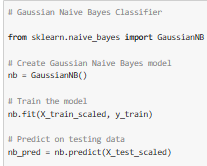 # Gaussian Naive Bayes Classifier
from sklearn.naive_bayes import GaussianNB
# Create Gaussian Naive Bayes model
nb = GaussianNB()
# Train the model
nb.fit(X_train_scaled, y_train)
# Predict on testing data
nb_pred = nb.predict(X_test_scaled)